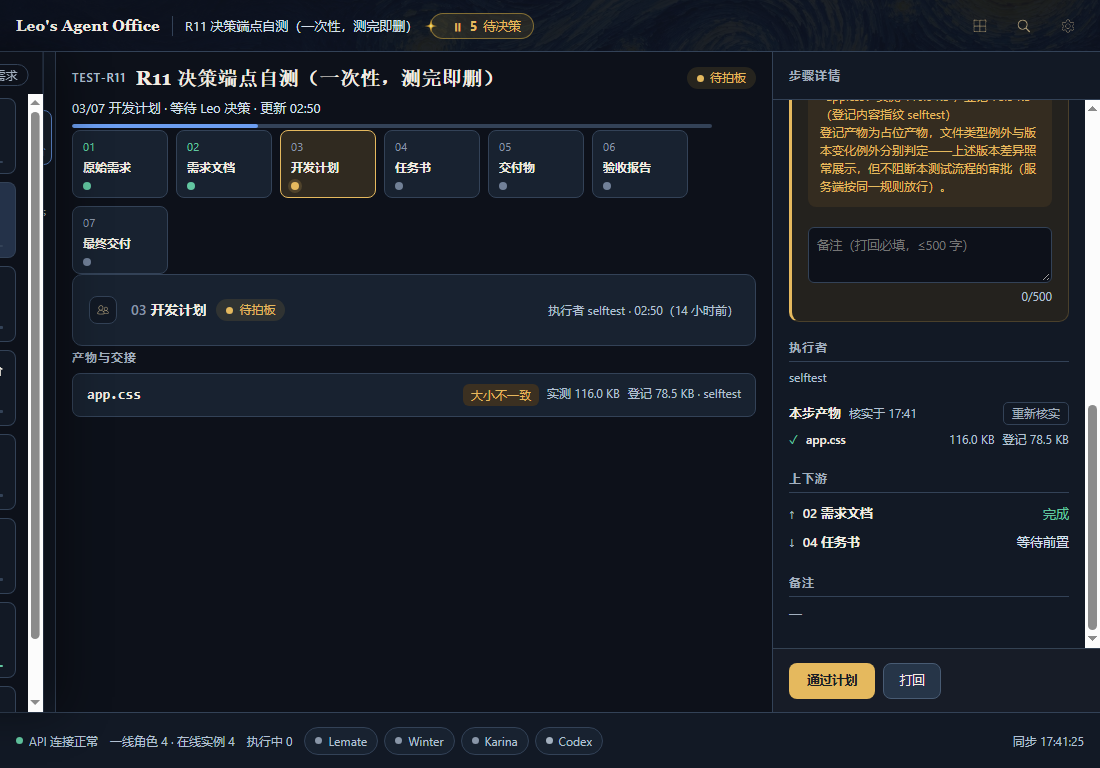 Leo's Agent Office
R11 决策端点自测（一次性，测完即删）
5 待决策
需求
TEST-R11 R11 决策端点自测（一次性，测完即删）
待拍板
03/07 开发计划 · 等待 Leo 决策 · 更新 02:50
01
原始需求
02
需求文档
03
开发计划
04
任务书
05
交付物
06
验收报告
07
最终交付
03 开发计划
待拍板
执行者 selftest · 02:50（14 小时前）
产物与交接
app.css
大小不一致
实测 116.0 KB 登记 78.5 KB · selftest
步骤详情
（登记内容指纹 selftest）
登记产物为占位产物，文件类型例外与版
本变化例外分别判定——上述版本差异照
常展示，但不阻断本测试流程的审批（服
务端按同一规则放行）。
备注（打回必填，≤500 字）
0/500
执行者
selftest
本步产物 核实于 17:41
重新核实
✓ app.css
116.0 KB 登记 78.5 KB
上下游
↑ 02 需求文档
完成
↓ 04 任务书
等待前置
备注
—
通过计划
打回
API 连接正常
一线角色 4 · 在线实例 4
执行中 0
Lemate
Winter
Karina
Codex
同步 17:41:25